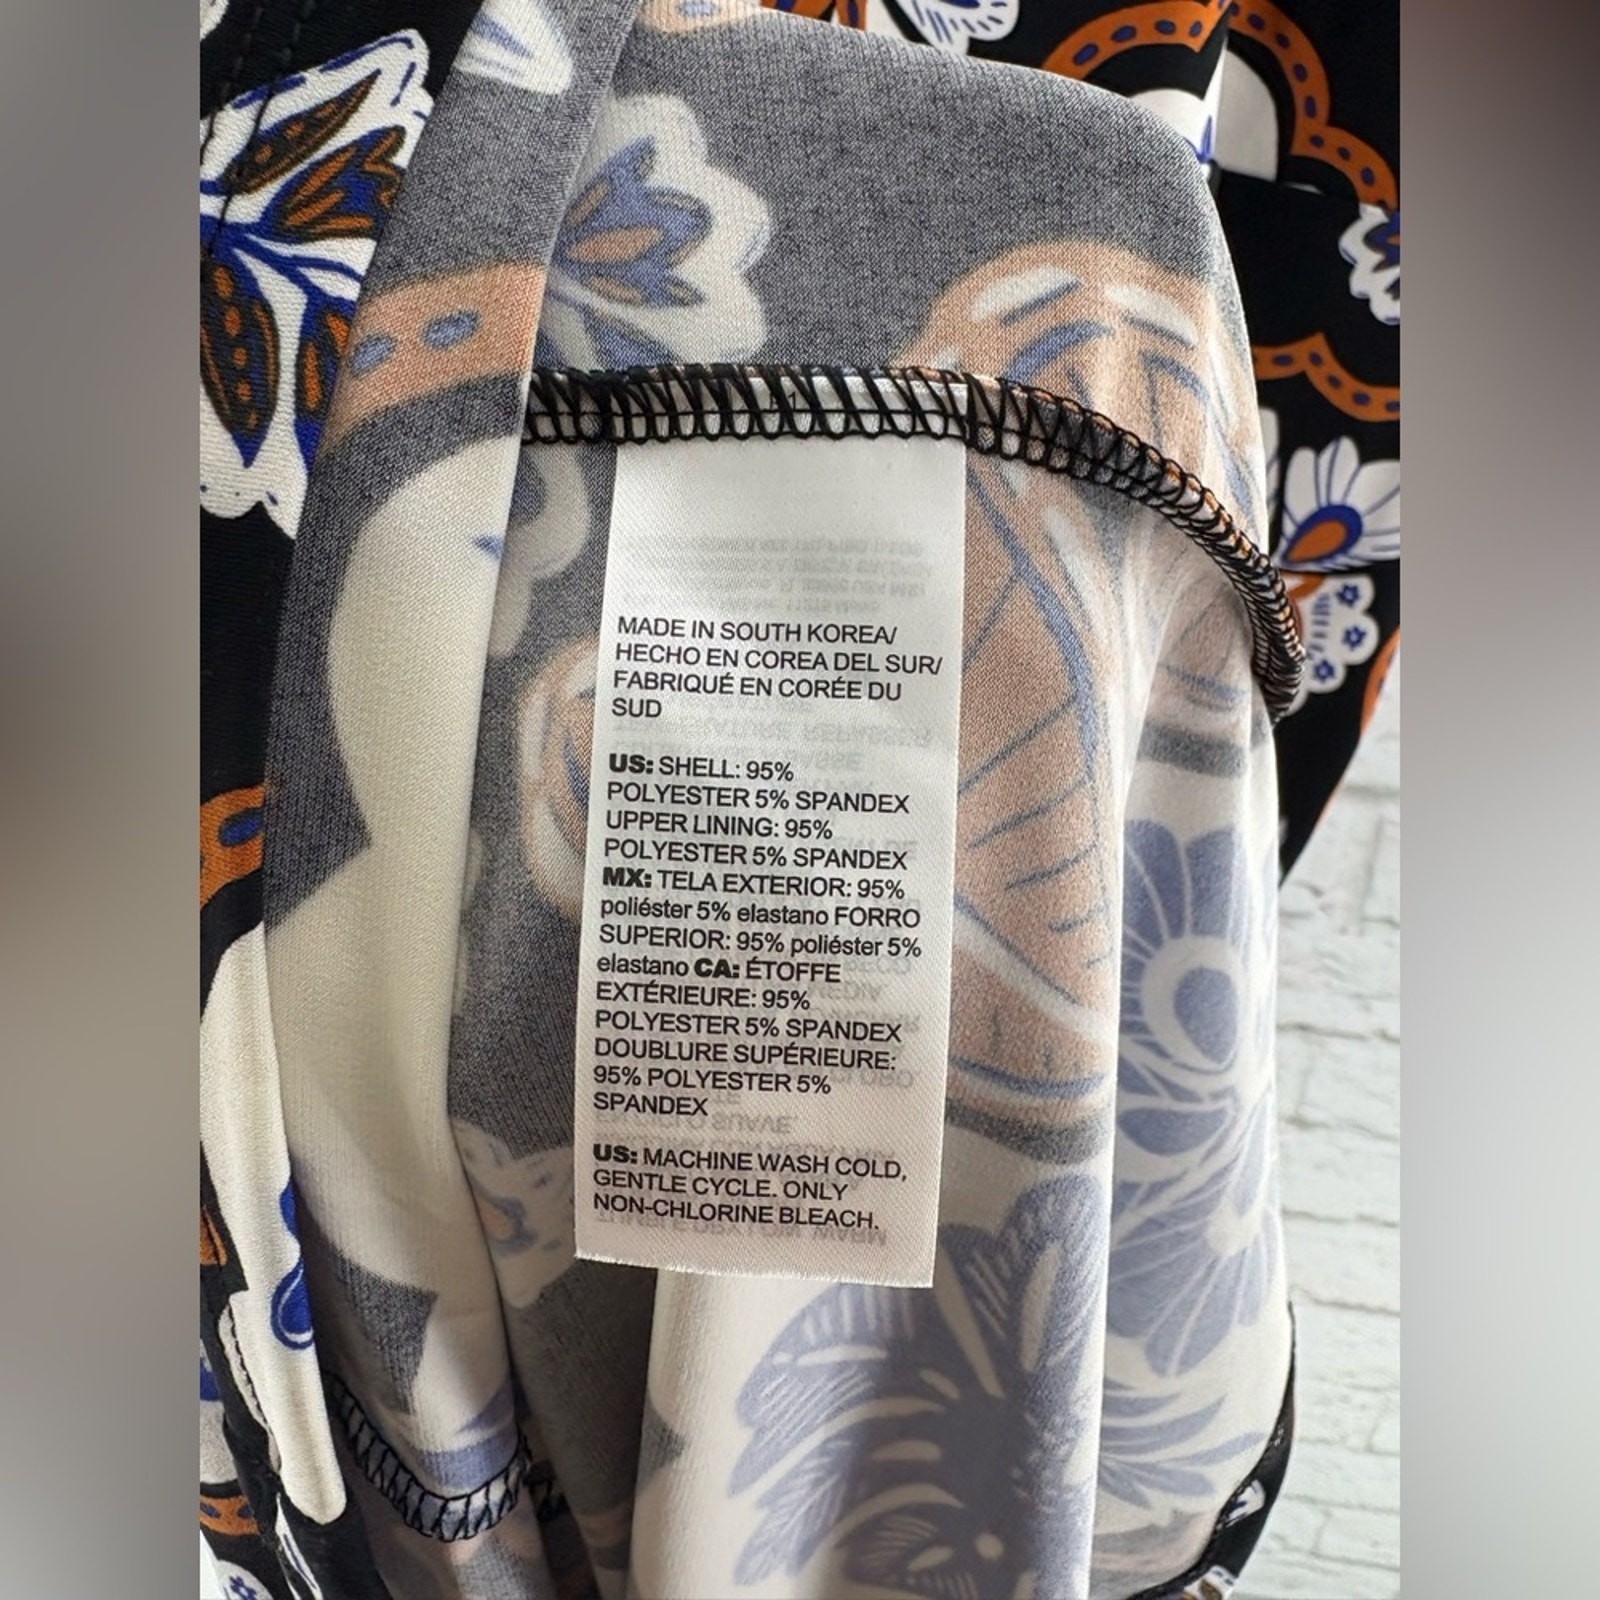 MADE IN SOUTH KOREA/
HECHO EN COREA DEL SUR/
FABRIQUÉ EN CORÉE DU
SUD
US: SHELL: 95%
POLYESTER 5% SPANDEX
UPPER LINING: 95%
POLYESTER 5% SPANDEX
MX: TELA EXTERIOR: 95%
poliéster 5% elastano FORRO
SUPERIOR: 95% poliéster 5%
elastano CA: ÉTOFFE
EXTÉRIEURE: 95%
POLYESTER 5% SPANDEX
DOUBLURE SUPÉRIEURE:
95% POLYESTER 5%
SPANDEX
US: MACHINE WASH COLD,
GENTLE CYCLE. ONLY
NON-CHLORINE BLEACH.